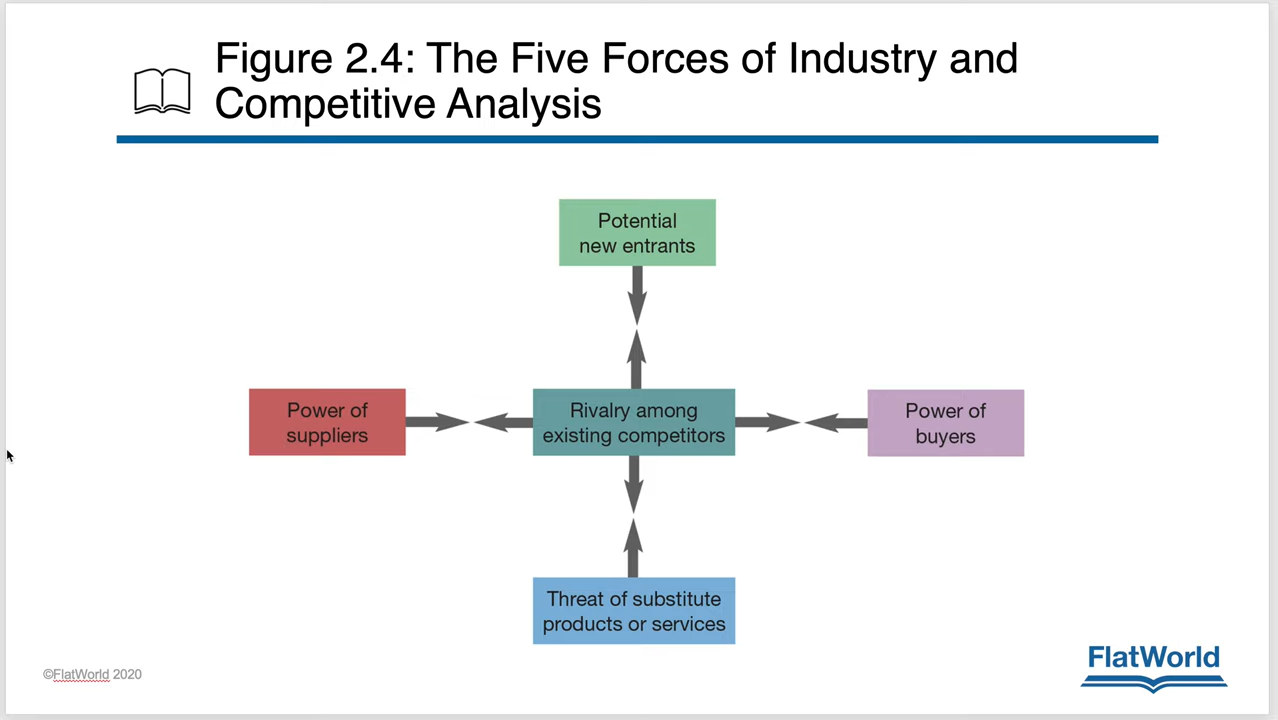 Figure 2.4: The Five Forces of Industry and
Competitive Analysis
Potential
new entrants
Power of
suppliers
Rivalry among
existing competitors
Power of
buyers
Threat of substitute
products or services
©FlatWorld 2020
FlatWorld